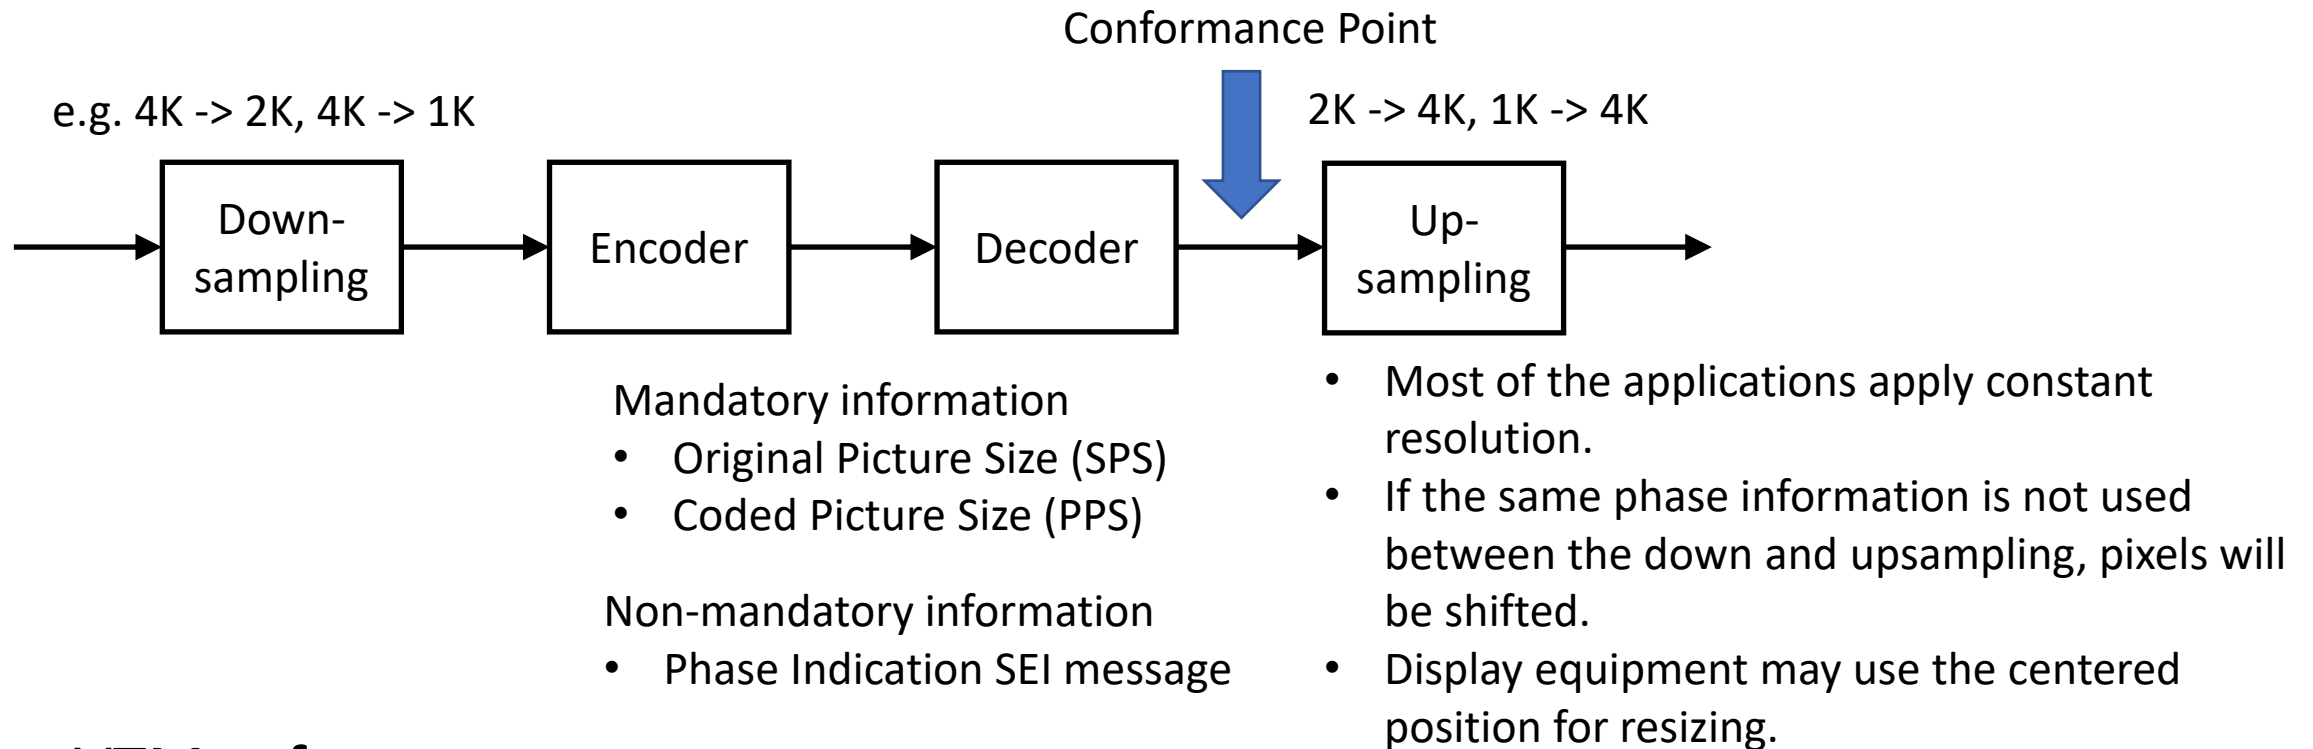 Conformance Point
e.g. 4K -> 2K, 4K -> 1K
2K -> 4K, 1K -> 4K
Down-
sampling
Encoder
Decoder
Up-
sampling
Mandatory information
• Original Picture Size (SPS)
• Coded Picture Size (PPS)
Non-mandatory information
• Phase Indication SEI message
• Most of the applications apply constant
resolution.
• If the same phase information is not used
between the down and upsampling, pixels will
be shifted.
• Display equipment may use the centered
position for resizing.